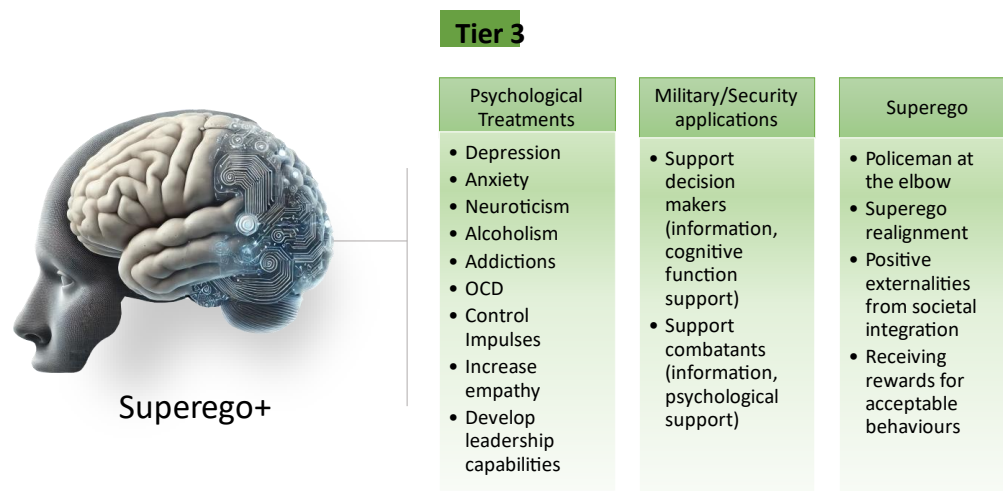 Tier 3
Superego+
Psychological
Treatments
• Depression
• Anxiety
• Neuroticism
• Alcoholism
• Addictions
• OCD
• Control
Impulses
• Increase
empathy
• Develop
leadership
capabilities
Military/Security
applications
• Support
decision
makers
(information,
cognitive
function
support)
• Support
combatants
(information,
psychological
support)
Superego
• Policeman at
the elbow
• Superego
realignment
• Positive
externalities
from societal
integration
• Receiving
rewards for
acceptable
behaviours